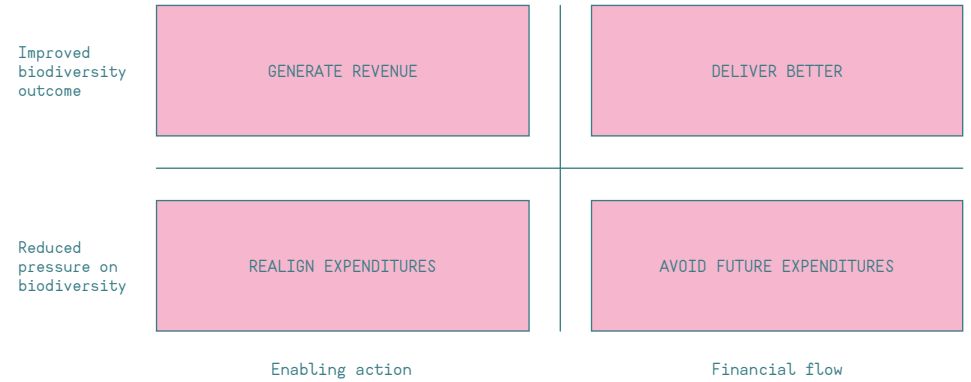 Improved
biodiversity
outcome
GENERATE REVENUE
DELIVER BETTER
Reduced
pressure on
biodiversity
REALIGN EXPENDITURES
AVOID FUTURE EXPENDITURES
Enabling action
Financial flow